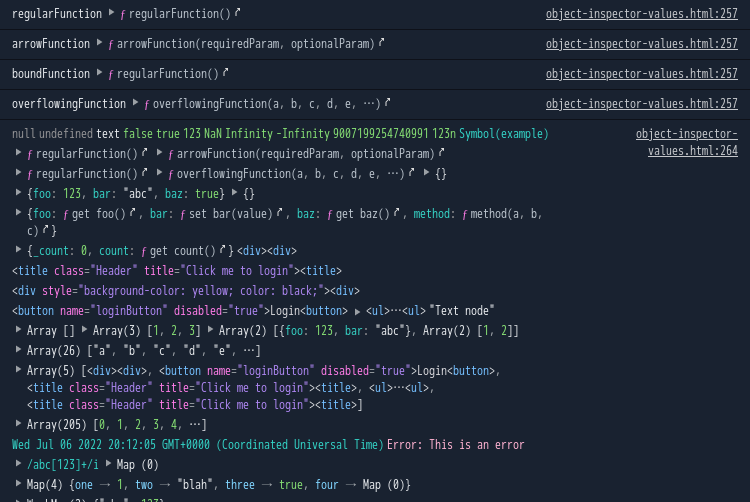 regularFunction ▶ ƒ regularFunction() object-inspector-values.html:257
arrowFunction ▶ ƒ arrowFunction(requiredParam, optionalParam) object-inspector-values.html:257
boundFunction ▶ ƒ regularFunction() object-inspector-values.html:257
overflowingFunction ▶ ƒ overflowingFunction(a, b, c, d, e, …) object-inspector-values.html:257
null undefined text false true 123 NaN Infinity -Infinity 9007199254740991 123n Symbol(example) object-inspector-
values.html:264
▶ ƒ regularFunction() ▶ ƒ arrowFunction(requiredParam, optionalParam)
▶ ƒ regularFunction() ▶ ƒ overflowingFunction(a, b, c, d, e, …) ▶ {}
▶ {foo: 123, bar: "abc", baz: true} ▶ {}
▶ {foo: ƒ get foo(), bar: ƒ set bar(value), baz: ƒ get baz(), method: ƒ method(a, b,
c)}
▶ {_count: 0, count: ƒ get count()} <div><div>
<title class="Header" title="Click me to login"><title>
<div style="background-color: yellow; color: black;"><div>
<button name="loginButton" disabled="true">Login<button> ▶ <ul>…<ul> "Text node"
▶ Array [] ▶ Array(3) [1, 2, 3] ▶ Array(2) [{foo: 123, bar: "abc"}, Array(2) [1, 2]]
▶ Array(26) ["a", "b", "c", "d", "e", …]
▶ Array(5) [<div><div>, <button name="loginButton" disabled="true">Login<button>,
<title class="Header" title="Click me to login"><title>, <ul>…<ul>,
<title class="Header" title="Click me to login"><title>]
▶ Array(205) [0, 1, 2, 3, 4, …]
Wed Jul 06 2022 20:12:05 GMT+0000 (Coordinated Universal Time) Error: This is an error
▶ /abc[123]+/i ▶ Map (0)
▶ Map(4) {one → 1, two → "blah", three → true, four → Map (0)}